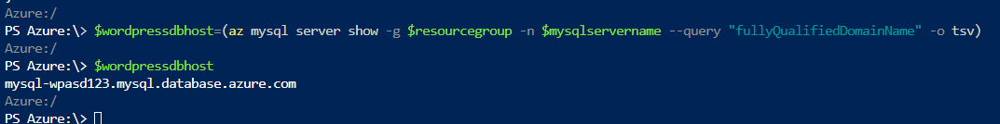 Azure:/
PS Azure:\> $wordpressdbhost=(az mysql server show -g $resourcegroup -n $mysqlservername --query "fullyQualifiedDomainName" -o tsv)
Azure:/
PS Azure:\> $wordpressdbhost
mysql-wpasd123.mysql.database.azure.com
Azure:/
PS Azure:\>